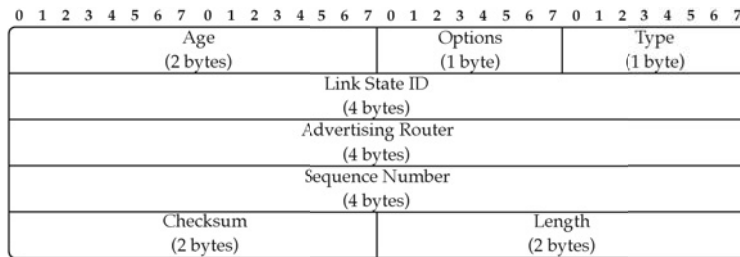 0 1 2 3 4 5 6 7 0 1 2 3 4 5 6 7 0 1 2 3 4 5 6 7 0 1 2 3 4 5 6 7
Age Options Type
(2 bytes) (1 byte) (1 byte)
Link State ID
(4 bytes)
Advertising Router
(4 bytes)
Sequence Number
(4 bytes)
Checksum Length
(2 bytes) (2 bytes)